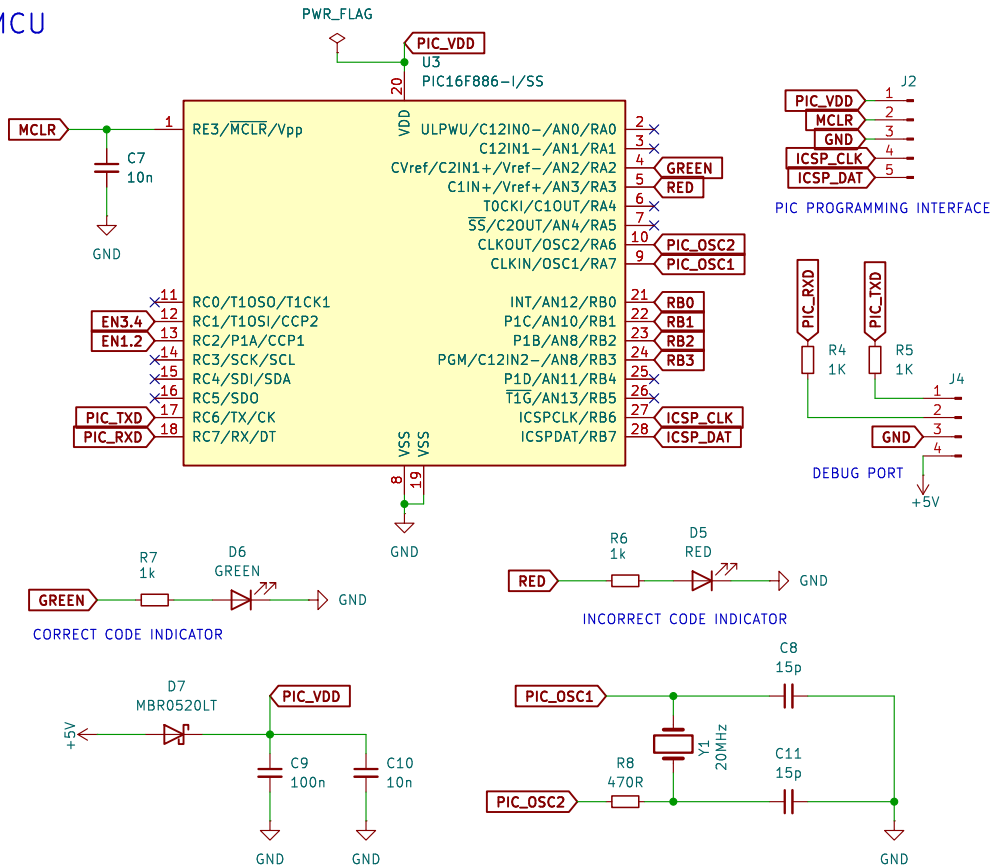 MCU
PWR_FLAG
PIC_VDD
U3
PIC16F886-I/SS
20
VDD
MCLR
1
RE3/MCLR/Vpp
C7
10n
GND
ULPWU/C12IN0-/AN0/RA0
2
C12IN1-/AN1/RA1
3
CVref/C2IN1+/Vref-/AN2/RA2
4
GREEN
C1IN+/Vref+/AN3/RA3
5
RED
T0CKI/C1OUT/RA4
6
SS/C2OUT/AN4/RA5
7
CLKOUT/OSC2/RA6
10
PIC_OSC2
CLKIN/OSC1/RA7
9
PIC_OSC1
11
RC0/T1OSO/T1CK1
INT/AN12/RB0
21
RB0
EN3.4
12
RC1/T1OSI/CCP2
P1C/AN10/RB1
22
RB1
EN1.2
13
RC2/P1A/CCP1
P1B/AN8/RB2
23
RB2
14
RC3/SCK/SCL
PGM/C12IN2-/AN8/RB3
24
RB3
15
RC4/SDI/SDA
P1D/AN11/RB4
25
16
RC5/SDO
T1G/AN13/RB5
26
PIC_TXD
17
RC6/TX/CK
ICSPCLK/RB6
27
ICSP_CLK
PIC_RXD
18
RC7/RX/DT
ICSPDAT/RB7
28
ICSP_DAT
VSS
VSS
8
19
GND
J2
PIC_VDD
1
MCLR
2
GND
3
ICSP_CLK
4
ICSP_DAT
5
PIC PROGRAMMING INTERFACE
PIC_RXD
PIC_TXD
R4
1K
R5
1K
J4
1
2
GND
3
4
+5V
DEBUG PORT
GREEN
R7
1k
D6
GREEN
GND
CORRECT CODE INDICATOR
RED
R6
1k
D5
RED
GND
INCORRECT CODE INDICATOR
+5V
D7
MBR0520LT
PIC_VDD
C9
100n
C10
10n
GND
GND
PIC_OSC1
C8
15p
Y1
20MHz
PIC_OSC2
R8
470R
C11
15p
GND